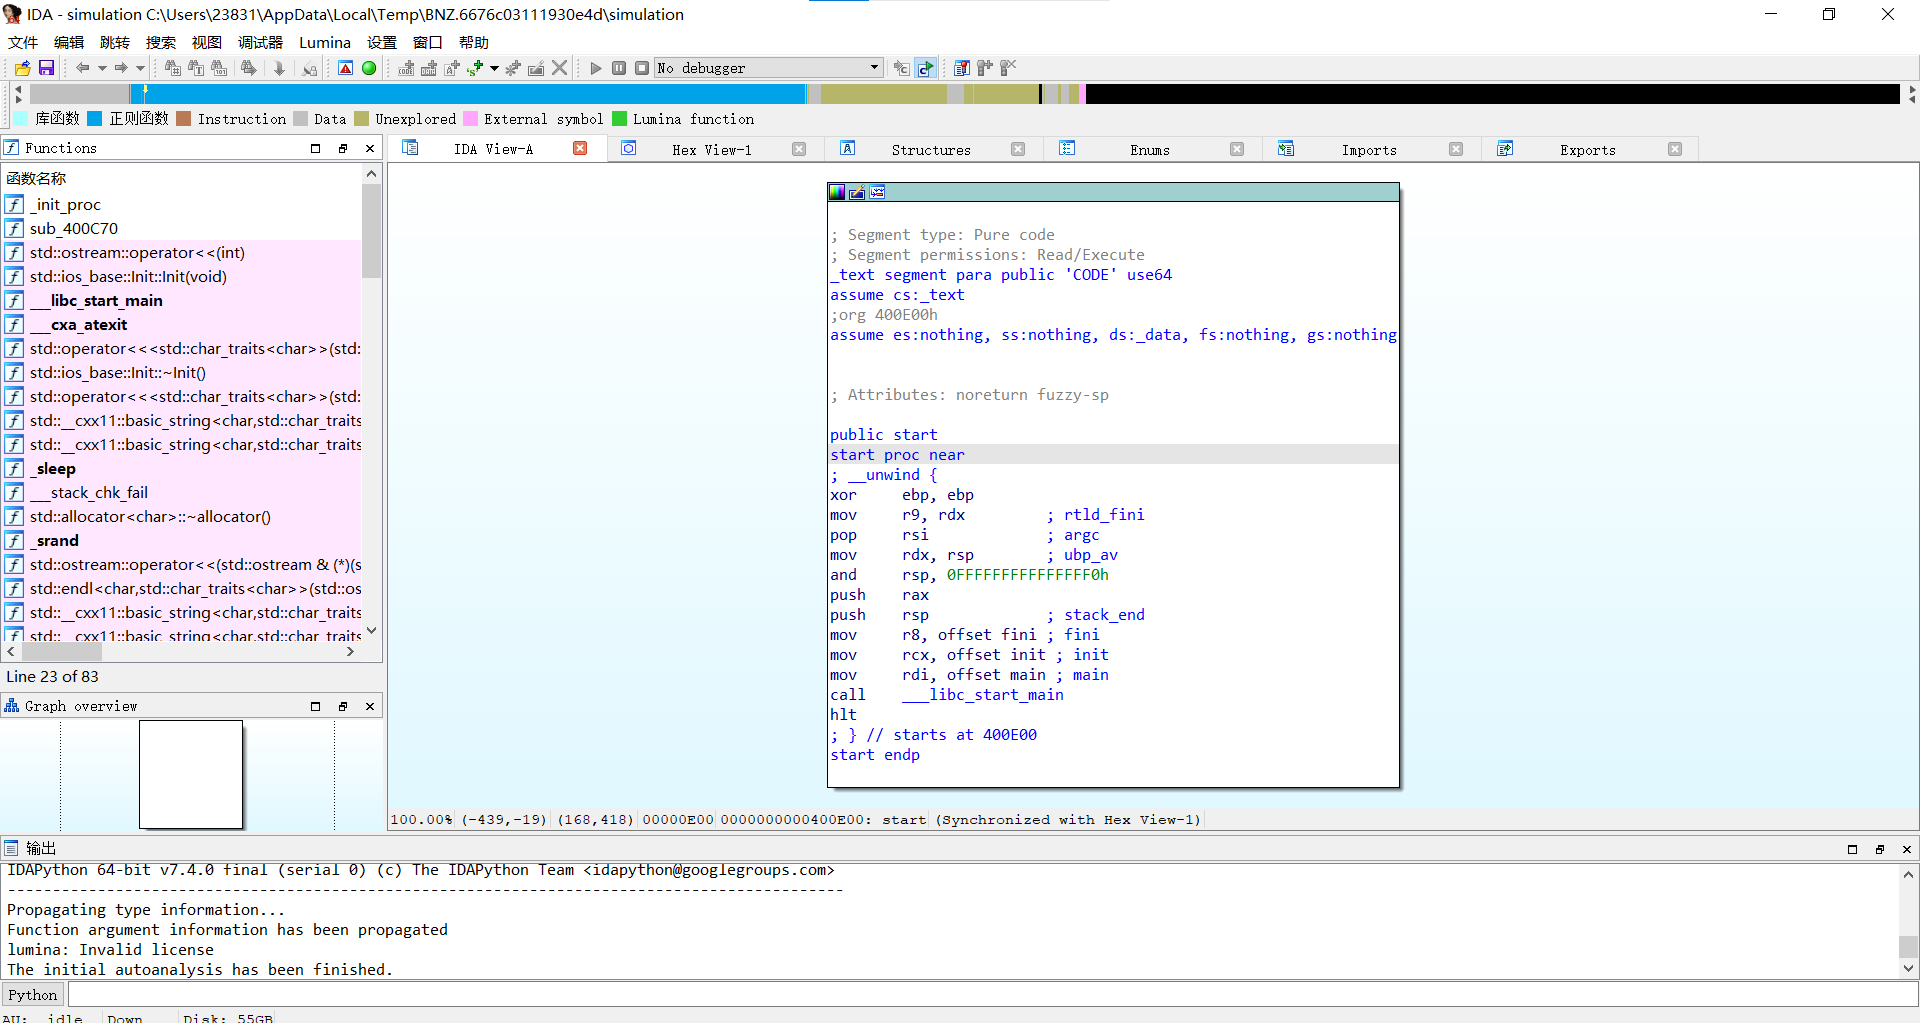 IDA - simulation C:\Users\23831\AppData\Local\Temp\BNZ.6676c03111930e4d\simulation
文件 编辑 跳转 搜索 视图 调试器 Lumina 设置 窗口 帮助
No debugger
库函数 正则函数 Instruction Data Unexplored External symbol Lumina function
Functions
函数名称
_init_proc
sub_400C70
std::ostream::operator<<(int)
std::ios_base::Init::Init(void)
___libc_start_main
___cxa_atexit
std::operator<<<std::char_traits<char>>(std:
std::ios_base::Init::~Init()
std::operator<<<std::char_traits<char>>(std:
std::__cxx11::basic_string<char,std::char_traits
std::__cxx11::basic_string<char,std::char_traits
_sleep
___stack_chk_fail
std::allocator<char>::~allocator()
_srand
std::ostream::operator<<(std::ostream & (*)(s
std::endl<char,std::char_traits<char>>(std::os
std::__cxx11::basic_string<char,std::char_traits
std::__cxx11::basic_string<char,std::char_traits
Line 23 of 83
Graph overview
IDA View-A Hex View-1 Structures Enums Imports Exports
; Segment type: Pure code
; Segment permissions: Read/Execute
_text segment para public 'CODE' use64
assume cs:_text
;org 400E00h
assume es:nothing, ss:nothing, ds:_data, fs:nothing, gs:nothing
; Attributes: noreturn fuzzy-sp
public start
start proc near
; __unwind {
xor ebp, ebp
mov r9, rdx ; rtld_fini
pop rsi ; argc
mov rdx, rsp ; ubp_av
and rsp, 0FFFFFFFFFFFFFFF0h
push rax
push rsp ; stack_end
mov r8, offset fini ; fini
mov rcx, offset init ; init
mov rdi, offset main ; main
call ___libc_start_main
hlt
; } // starts at 400E00
start endp
100.00% (-439,-19) (168,418) 00000E00 0000000000400E00: start (Synchronized with Hex View-1)
输出
IDAPython 64-bit v7.4.0 final (serial 0) (c) The IDAPython Team <idapython@googlegroups.com>
---------------------------------------------------------------------------------------------
Propagating type information...
Function argument information has been propagated
lumina: Invalid license
The initial autoanalysis has been finished.
Python
AU: idle Down Disk: 55GB